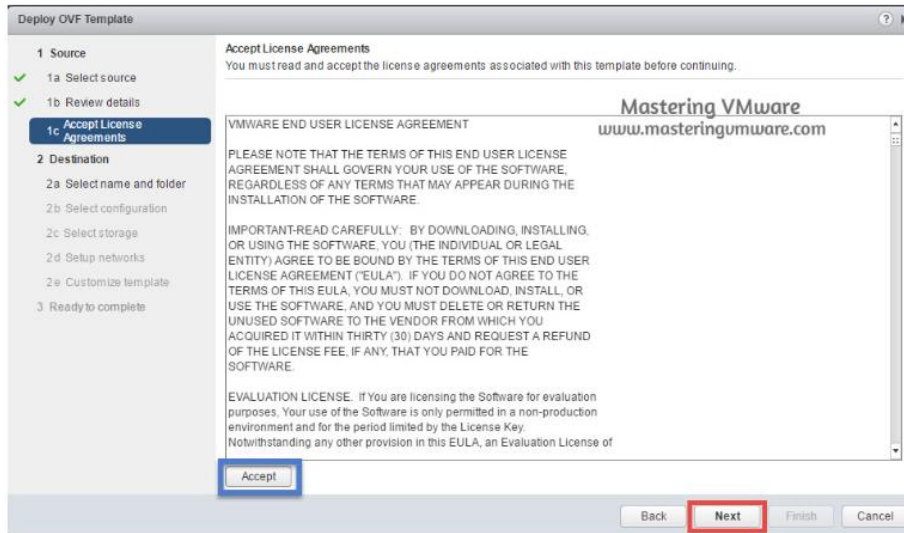 Deploy OVF Template
?
1 Source
1a Select source
1b Review details
1c Accept License
Agreements
2 Destination
2a Select name and folder
2b Select configuration
2c Select storage
2d Setup networks
2e Customize template
3 Ready to complete
Accept License Agreements
You must read and accept the license agreements associated with this template before continuing.
Mastering VMware
www.masteringvmware.com
VMWARE END USER LICENSE AGREEMENT
PLEASE NOTE THAT THE TERMS OF THIS END USER LICENSE
AGREEMENT SHALL GOVERN YOUR USE OF THE SOFTWARE,
REGARDLESS OF ANY TERMS THAT MAY APPEAR DURING THE
INSTALLATION OF THE SOFTWARE.
IMPORTANT-READ CAREFULLY: BY DOWNLOADING, INSTALLING,
OR USING THE SOFTWARE, YOU (THE INDIVIDUAL OR LEGAL
ENTITY) AGREE TO BE BOUND BY THE TERMS OF THIS END USER
LICENSE AGREEMENT ("EULA"). IF YOU DO NOT AGREE TO THE
TERMS OF THIS EULA, YOU MUST NOT DOWNLOAD, INSTALL, OR
USE THE SOFTWARE, AND YOU MUST DELETE OR RETURN THE
UNUSED SOFTWARE TO THE VENDOR FROM WHICH YOU
ACQUIRED IT WITHIN THIRTY (30) DAYS AND REQUEST A REFUND
OF THE LICENSE FEE, IF ANY, THAT YOU PAID FOR THE
SOFTWARE.
EVALUATION LICENSE. If You are licensing the Software for evaluation
purposes, Your use of the Software is only permitted in a non-production
environment and for the period limited by the License Key.
Notwithstanding any other provision in this EULA, an Evaluation License of
Accept
Back
Next
Finish
Cancel